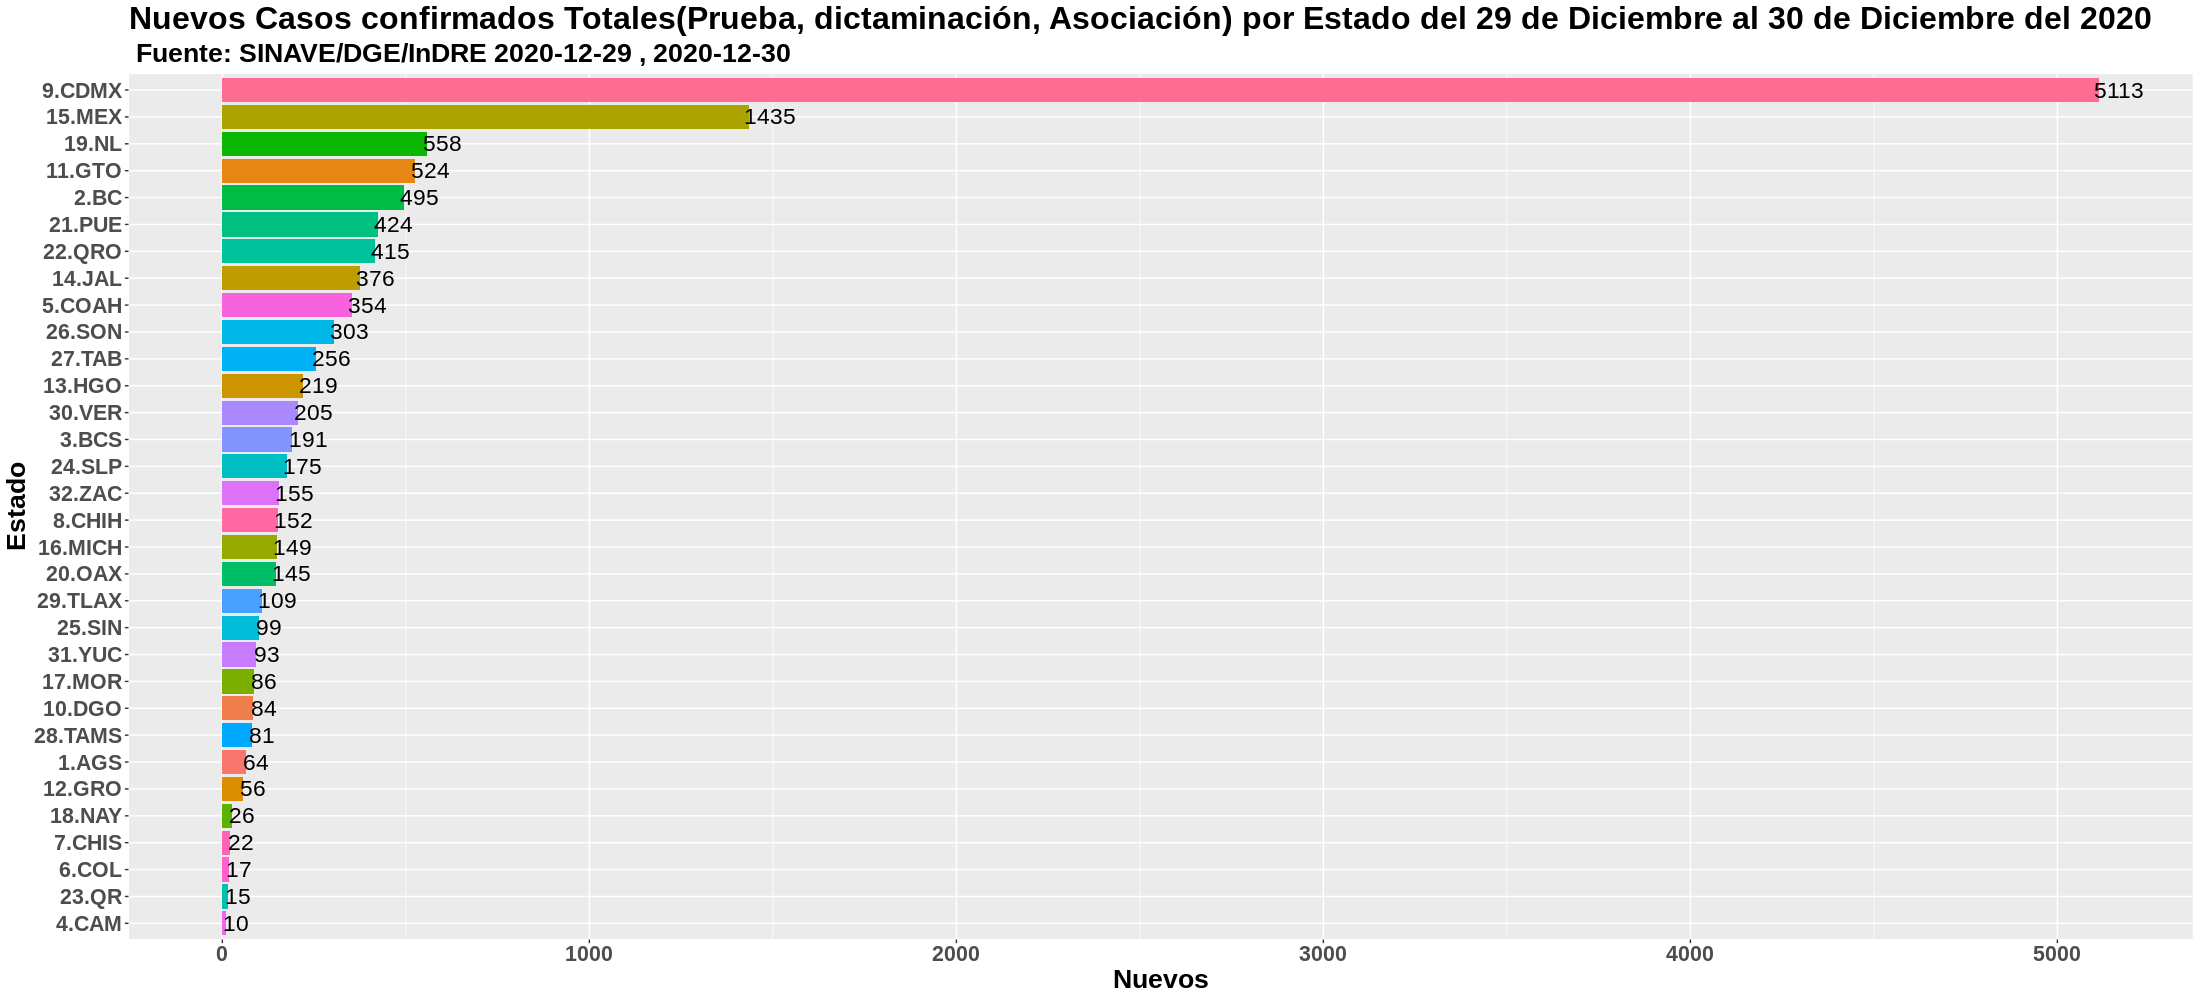 Nuevos Casos confirmados Totales(Prueba, dictaminación, Asociación) por Estado del 29 de Diciembre al 30 de Diciembre del 2020
Fuente: SINAVE/DGE/InDRE 2020-12-29 , 2020-12-30
Estado
9.CDMX 5113
15.MEX 1435
19.NL 558
11.GTO 524
2.BC 495
21.PUE 424
22.QRO 415
14.JAL 376
5.COAH 354
26.SON 303
27.TAB 256
13.HGO 219
30.VER 205
3.BCS 191
24.SLP 175
32.ZAC 155
8.CHIH 152
16.MICH 149
20.OAX 145
29.TLAX 109
25.SIN 99
31.YUC 93
17.MOR 86
10.DGO 84
28.TAMS 81
1.AGS 64
12.GRO 56
18.NAY 26
7.CHIS 22
6.COL 17
23.QR 15
4.CAM 10
0 1000 2000 3000 4000 5000
Nuevos